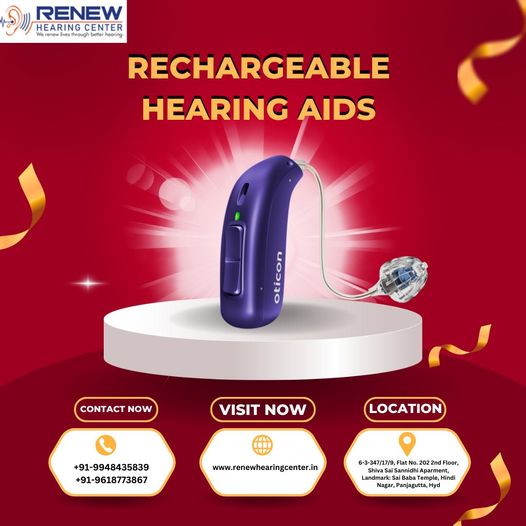 RENEW
HEARING CENTER
We renew lives through better hearing
RECHARGEABLE
HEARING AIDS
oticon
CONTACT NOW
+91-9948435839
+91-9618773867
VISIT NOW
www.renewhearingcenter.in
LOCATION
6-3-347/17/9, Flat No. 202 2nd Floor,
Shiva Sai Sannidhi Aparment,
Landmark: Sai Baba Temple, Hindi
Nagar, Panjagutta, Hyd